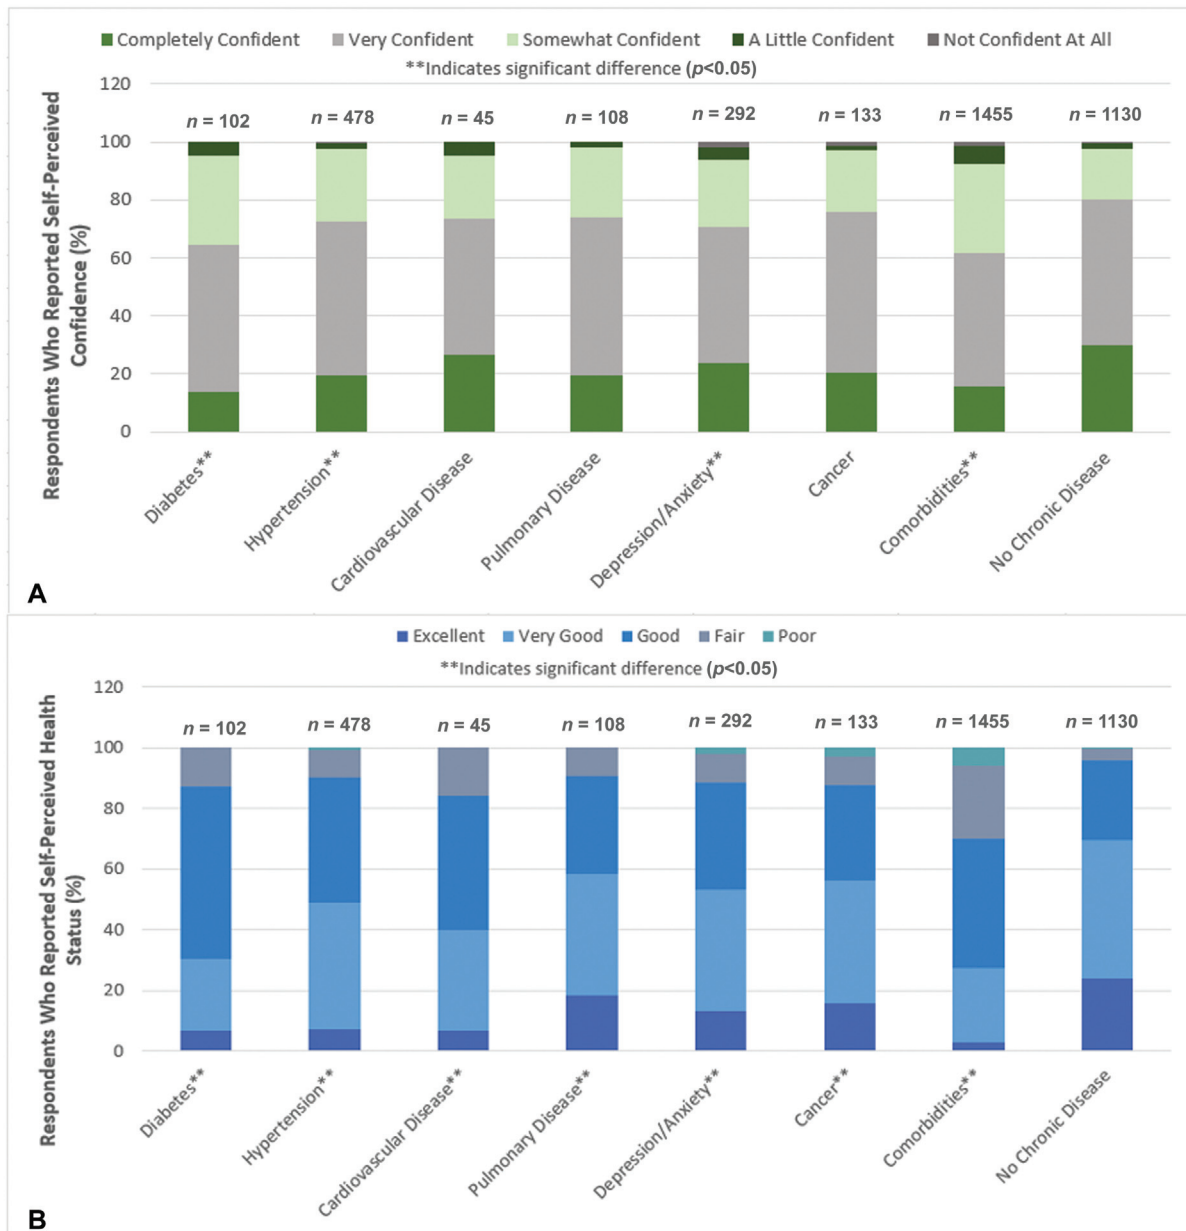 Completely Confident Very Confident Somewhat Confident A Little Confident Not Confident At All
**Indicates significant difference (p<0.05)
Respondents Who Reported Self-Perceived
Confidence (%)
120
100
80
60
40
20
0
n = 102 n = 478 n = 45 n = 108 n = 292 n = 133 n = 1455 n = 1130
Diabetes**
Hypertension**
Cardiovascular Disease
Pulmonary Disease
Depression/Anxiety**
Cancer
Comorbidities**
No Chronic Disease
A
Excellent Very Good Good Fair Poor
**Indicates significant difference (p<0.05)
Respondents Who Reported Self-Perceived Health
Status (%)
120
100
80
60
40
20
0
n = 102 n = 478 n = 45 n = 108 n = 292 n = 133 n = 1455 n = 1130
Diabetes**
Hypertension**
Cardiovascular Disease**
Pulmonary Disease**
Depression/Anxiety**
Cancer**
Comorbidities**
No Chronic Disease
B